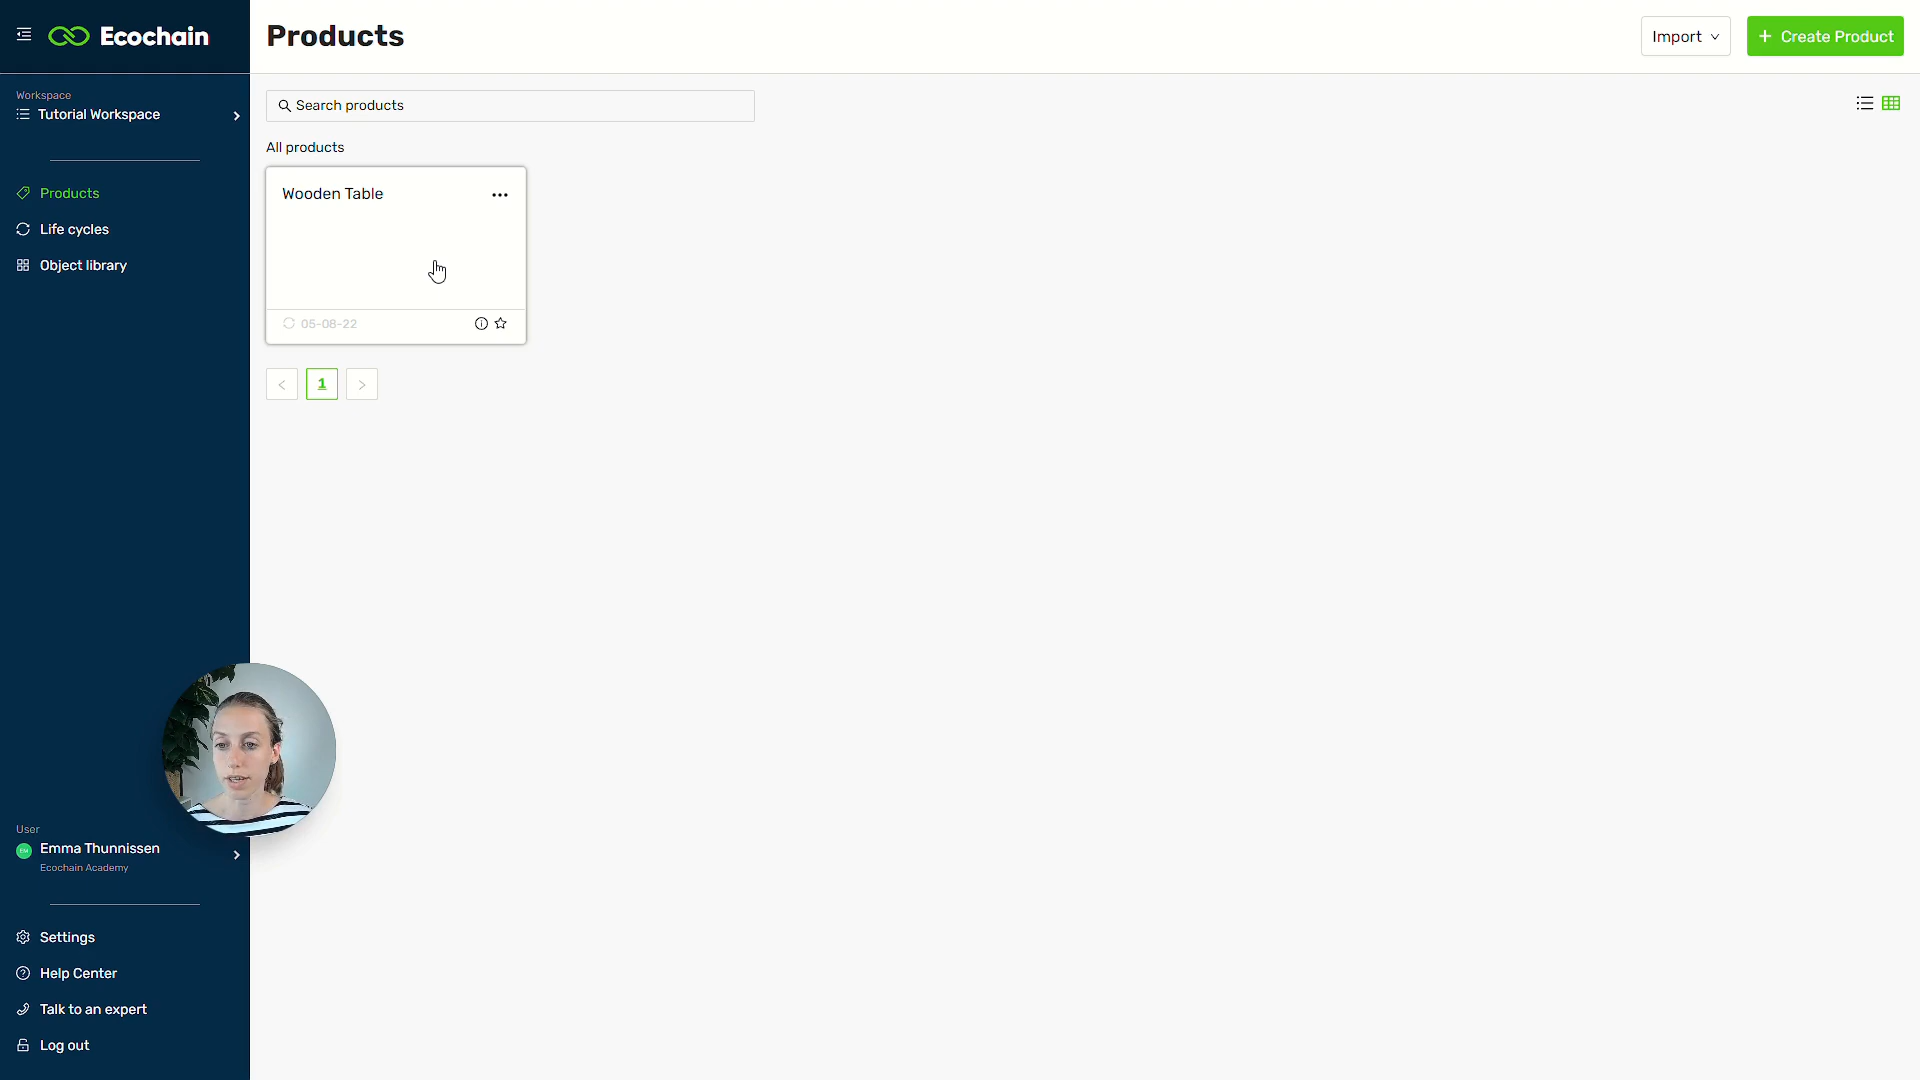 Ecochain
Products
Import
+ Create Product
Workspace
Tutorial Workspace
Search products
All products
Products
Life cycles
Object library
Wooden Table
05-08-22
< 1 >
User
EM
Emma Thunnissen
Ecochain Academy
Settings
Help Center
Talk to an expert
Log out